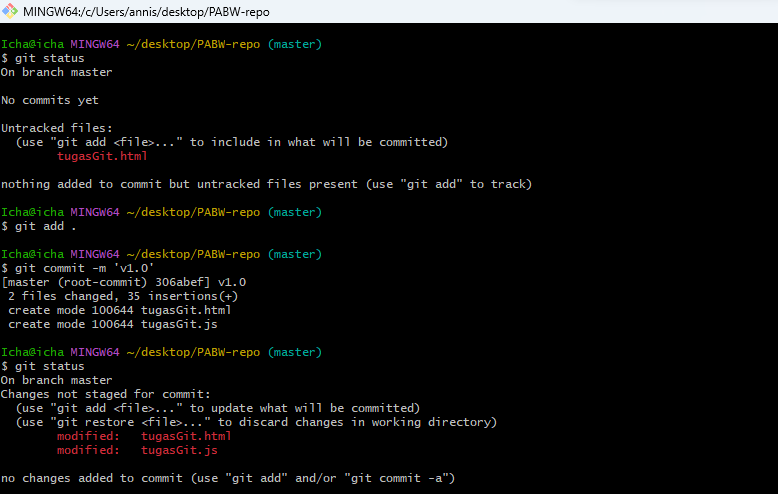 MINGW64:/c/Users/annis/desktop/PABW-repo
Icha@icha MINGW64 ~/desktop/PABW-repo (master)
$ git status
On branch master
No commits yet
Untracked files:
  (use "git add <file>..." to include in what will be committed)
        tugasGit.html
nothing added to commit but untracked files present (use "git add" to track)
Icha@icha MINGW64 ~/desktop/PABW-repo (master)
$ git add .
Icha@icha MINGW64 ~/desktop/PABW-repo (master)
$ git commit -m 'v1.0'
[master (root-commit) 306abef] v1.0
 2 files changed, 35 insertions(+)
 create mode 100644 tugasGit.html
 create mode 100644 tugasGit.js
Icha@icha MINGW64 ~/desktop/PABW-repo (master)
$ git status
On branch master
Changes not staged for commit:
  (use "git add <file>..." to update what will be committed)
  (use "git restore <file>..." to discard changes in working directory)
        modified:   tugasGit.html
        modified:   tugasGit.js
no changes added to commit (use "git add" and/or "git commit -a")